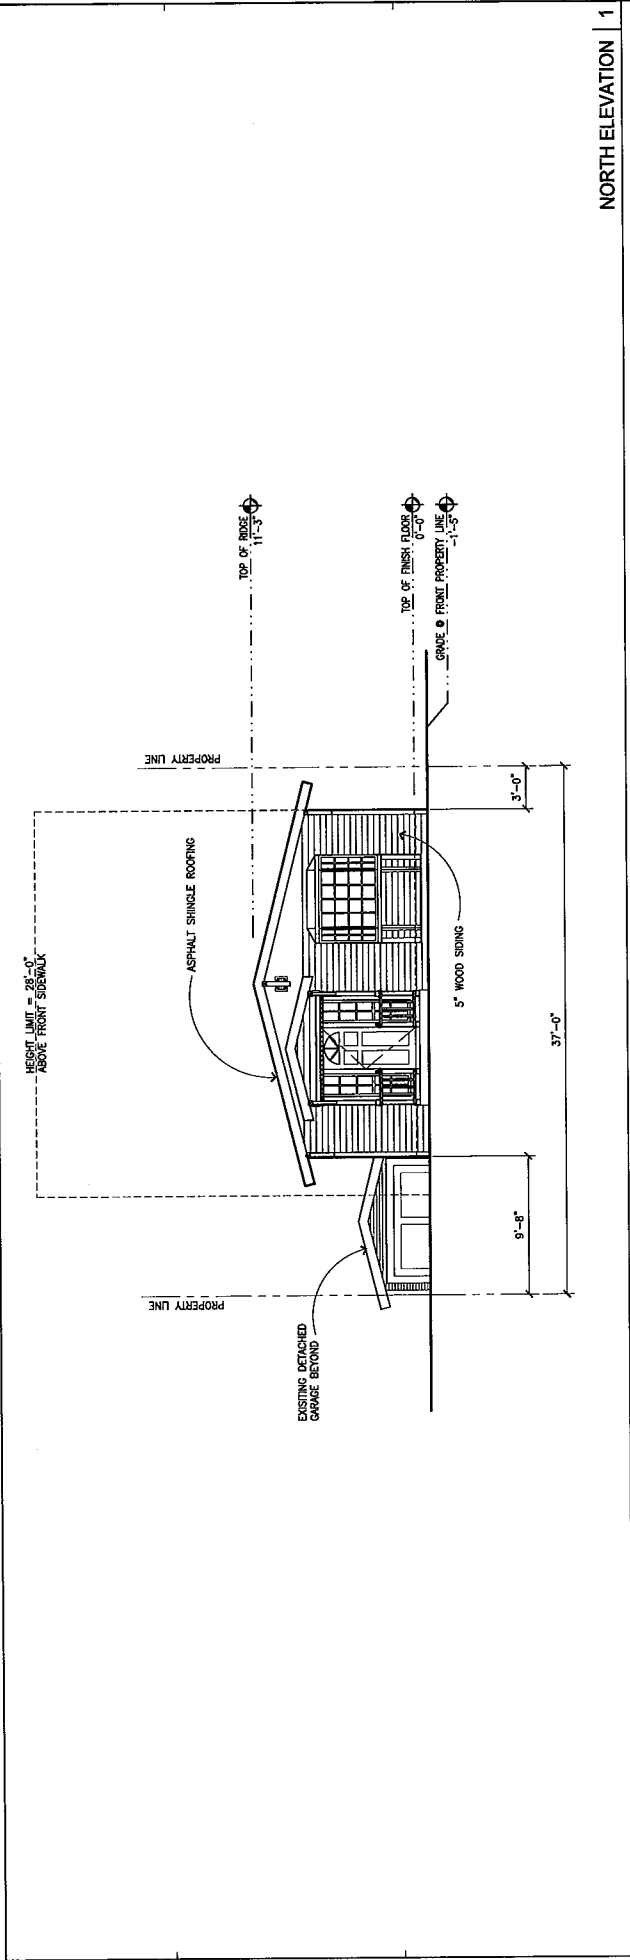 HEIGHT LIMIT = 28'-0"
ABOVE FRONT SIDEWALK
PROPERTY LINE
PROPERTY LINE
ASPHALT SHINGLE ROOFING
EXISITING DETACHED
GARAGE BEYOND
TOP OF RIDGE
11'-3"
TOP OF FINISH FLOOR
0'-0"
GRADE @ FRONT PROPERTY LINE
-1'-5"
5" WOOD SIDING
9'-8"
3'-0"
37'-0"
NORTH ELEVATION 1